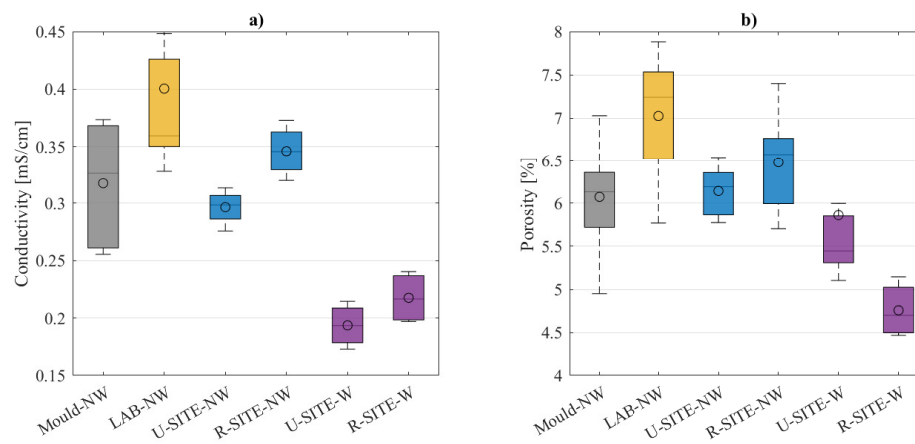 a)
0.45
0.4
0.35
0.3
0.25
0.2
0.15
Conductivity [mS/cm]
Mould-NW
LAB-NW
U-SITE-NW
R-SITE-NW
U-SITE-W
R-SITE-W
b)
8
7.5
7
6.5
6
5.5
5
4.5
4
Porosity [%]
Mould-NW
LAB-NW
U-SITE-NW
R-SITE-NW
U-SITE-W
R-SITE-W